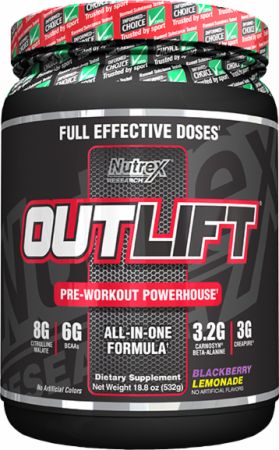 INFORMED-CHOICE
Trusted by sport
FULL EFFECTIVE DOSES†
Nutrex
RESEARCH
OUTLIFT®
PRE-WORKOUT POWERHOUSE†
8G
CITRULLINE
MALATE
6G
BCAAs
ALL-IN-ONE
FORMULA†
3.2G
CARNOSYN®
BETA-ALANINE
3G
CREAPURE®
Dietary Supplement
Net Weight 18.8 oz (532g)
No Artificial Colors
BLACKBERRY
LEMONADE
NO ARTIFICIAL FLAVORS